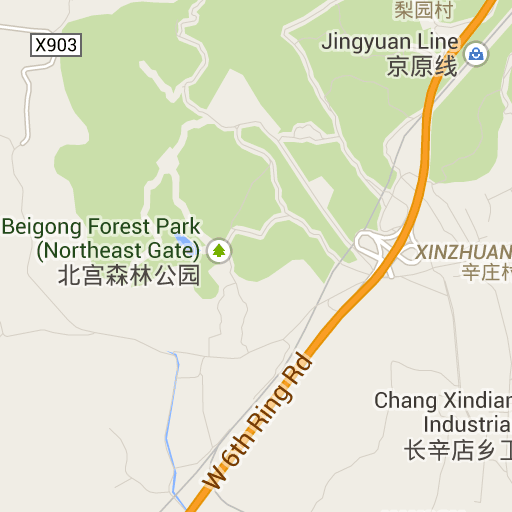 梨园村
X903
Jingyuan Line
京原线
Beigong Forest Park
(Northeast Gate)
北宫森林公园
XINZHUAN
辛庄村
W 6th Ring Rd
Chang Xindian
Industria
长辛店乡工